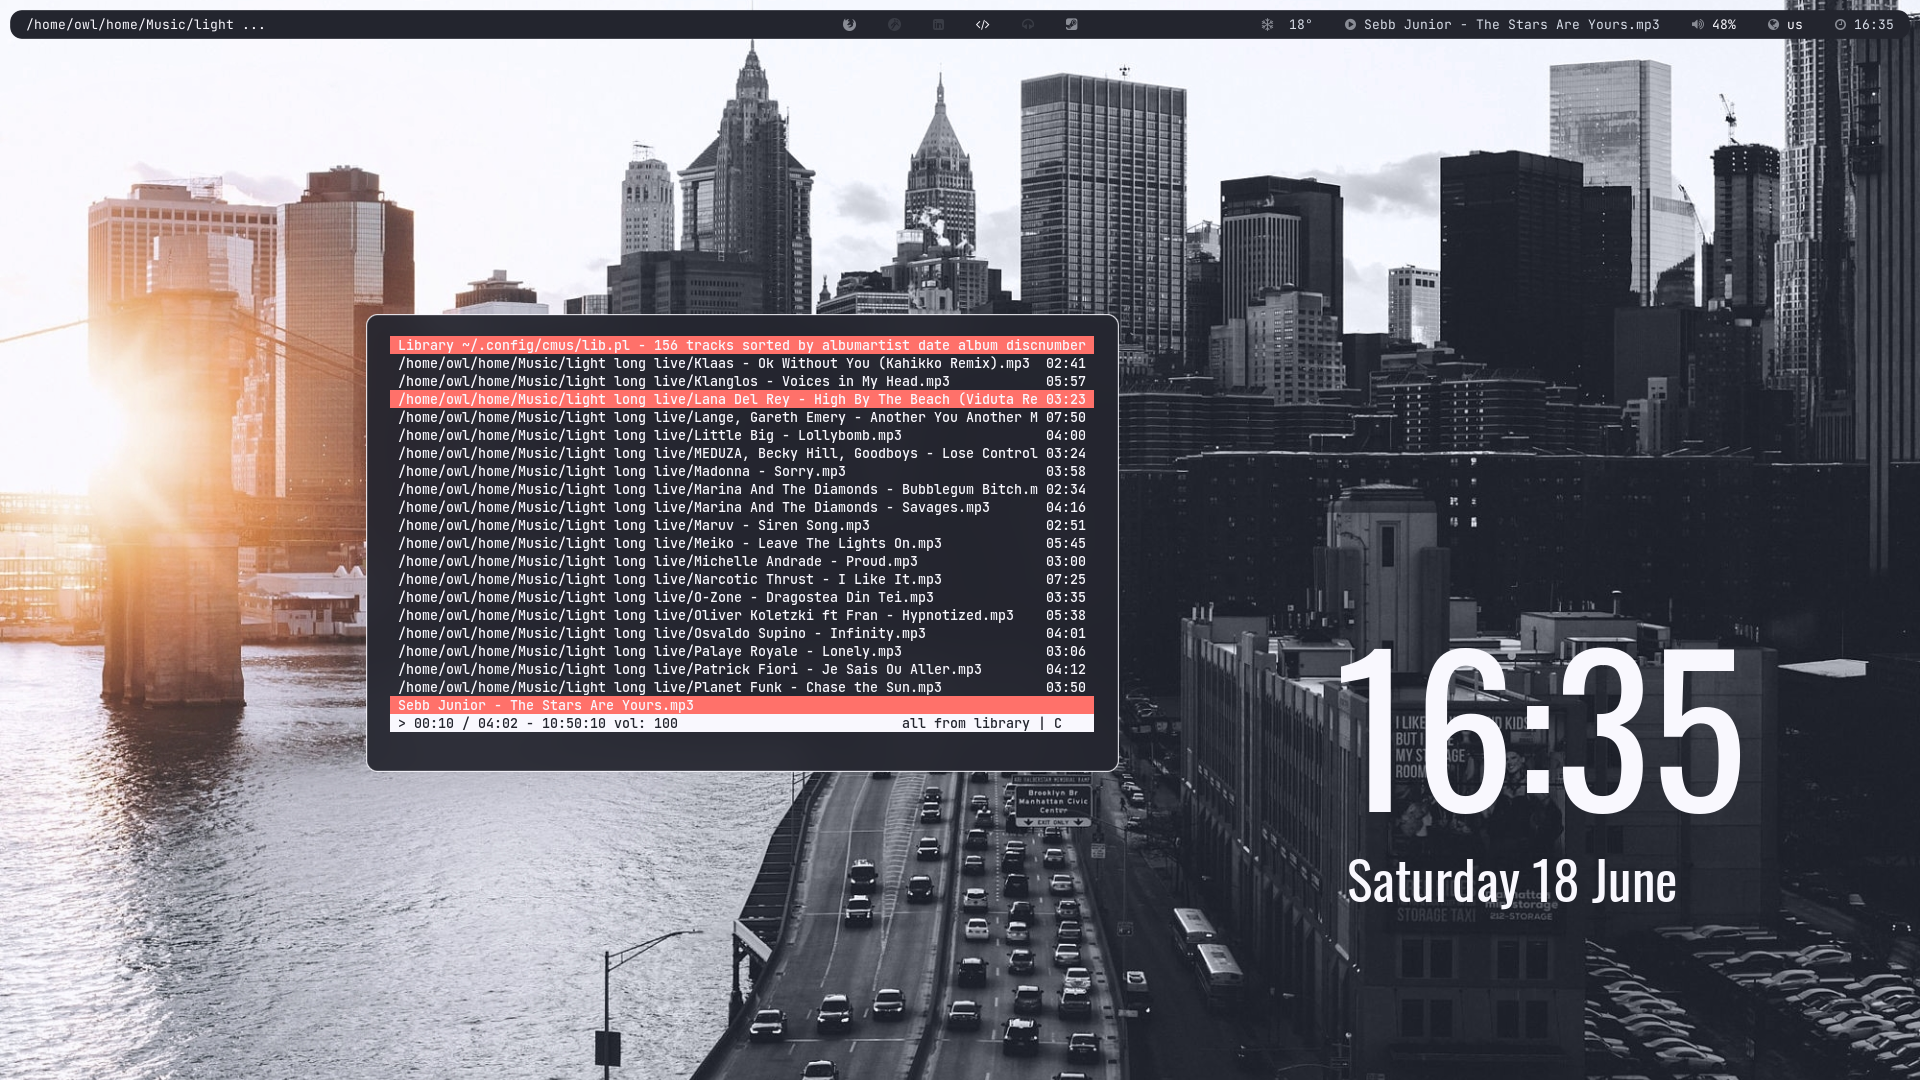 /home/owl/home/Music/light ...
18°
Sebb Junior - The Stars Are Yours.mp3
48%
us
16:35
Library ~/.config/cmus/lib.pl - 156 tracks sorted by albumartist date album discnumber
/home/owl/home/Music/light long live/Klaas - Ok Without You (Kahikko Remix).mp3 02:41
/home/owl/home/Music/light long live/Klanglos - Voices in My Head.mp3 05:57
/home/owl/home/Music/light long live/Lana Del Rey - High By The Beach (Viduta Re 03:23
/home/owl/home/Music/light long live/Lange, Gareth Emery - Another You Another M 07:50
/home/owl/home/Music/light long live/Little Big - Lollybomb.mp3 04:00
/home/owl/home/Music/light long live/MEDUZA, Becky Hill, Goodboys - Lose Control 03:24
/home/owl/home/Music/light long live/Madonna - Sorry.mp3 03:58
/home/owl/home/Music/light long live/Marina And The Diamonds - Bubblegum Bitch.m 02:34
/home/owl/home/Music/light long live/Marina And The Diamonds - Savages.mp3 04:16
/home/owl/home/Music/light long live/Maruv - Siren Song.mp3 02:51
/home/owl/home/Music/light long live/Meiko - Leave The Lights On.mp3 05:45
/home/owl/home/Music/light long live/Michelle Andrade - Proud.mp3 03:00
/home/owl/home/Music/light long live/Narcotic Thrust - I Like It.mp3 07:25
/home/owl/home/Music/light long live/O-Zone - Dragostea Din Tei.mp3 03:35
/home/owl/home/Music/light long live/Oliver Koletzki ft Fran - Hypnotized.mp3 05:38
/home/owl/home/Music/light long live/Osvaldo Supino - Infinity.mp3 04:01
/home/owl/home/Music/light long live/Palaye Royale - Lonely.mp3 03:06
/home/owl/home/Music/light long live/Patrick Fiori - Je Sais Ou Aller.mp3 04:12
/home/owl/home/Music/light long live/Planet Funk - Chase the Sun.mp3 03:50
Sebb Junior - The Stars Are Yours.mp3
> 00:10 / 04:02 - 10:50:10 vol: 100 all from library | C
Brooklyn Br
Manhattan Civic
Center
EXIT ONLY
16:35
I LIKE KIDS
BUT I
MY
ROOM
Saturday 18 June
STORAGE TAXI
212-STORAGE